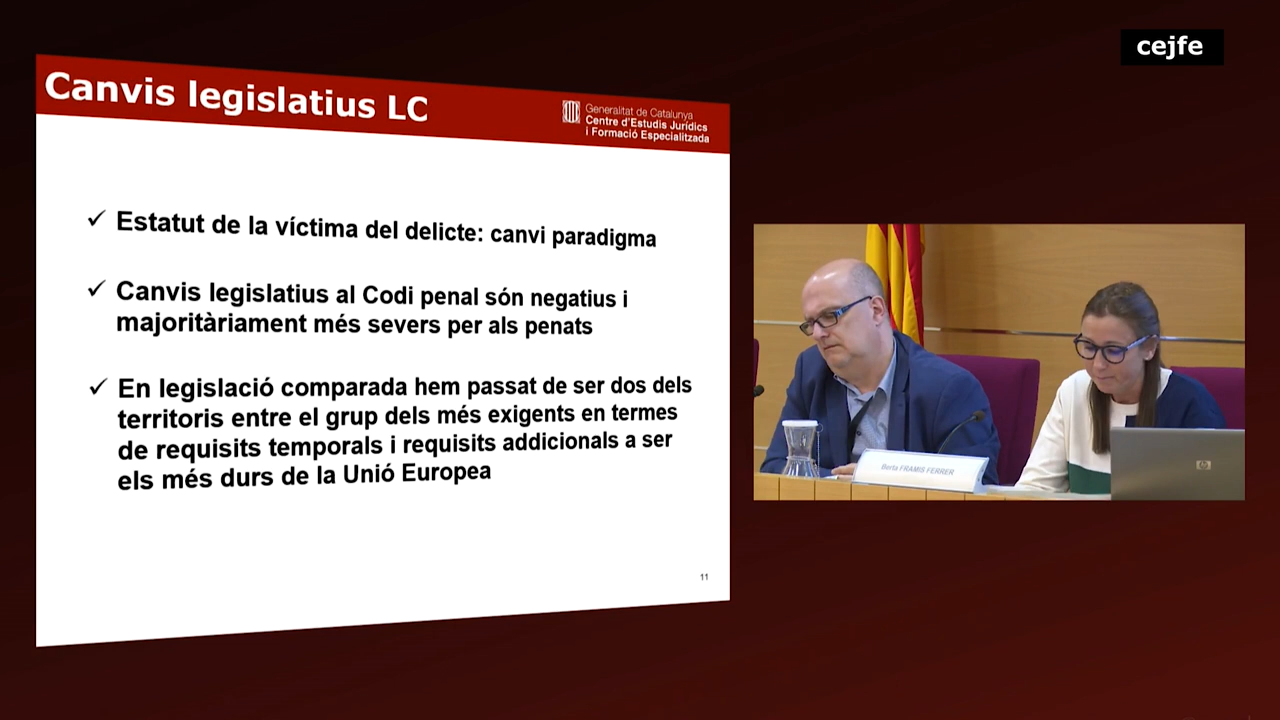 cejfe
Canvis legislatius LC
Generalitat de Catalunya
Centre d'Estudis Jurídics
i Formació Especialitzada
✓ Estatut de la víctima del delicte: canvi paradigma
✓ Canvis legislatius al Codi penal són negatius i
majoritàriament més severs per als penats
✓ En legislació comparada hem passat de ser dos dels
territoris entre el grup dels més exigents en termes
de requisits temporals i requisits addicionals a ser
els més durs de la Unió Europea
11
Berta FRAMIS FERRER
hp